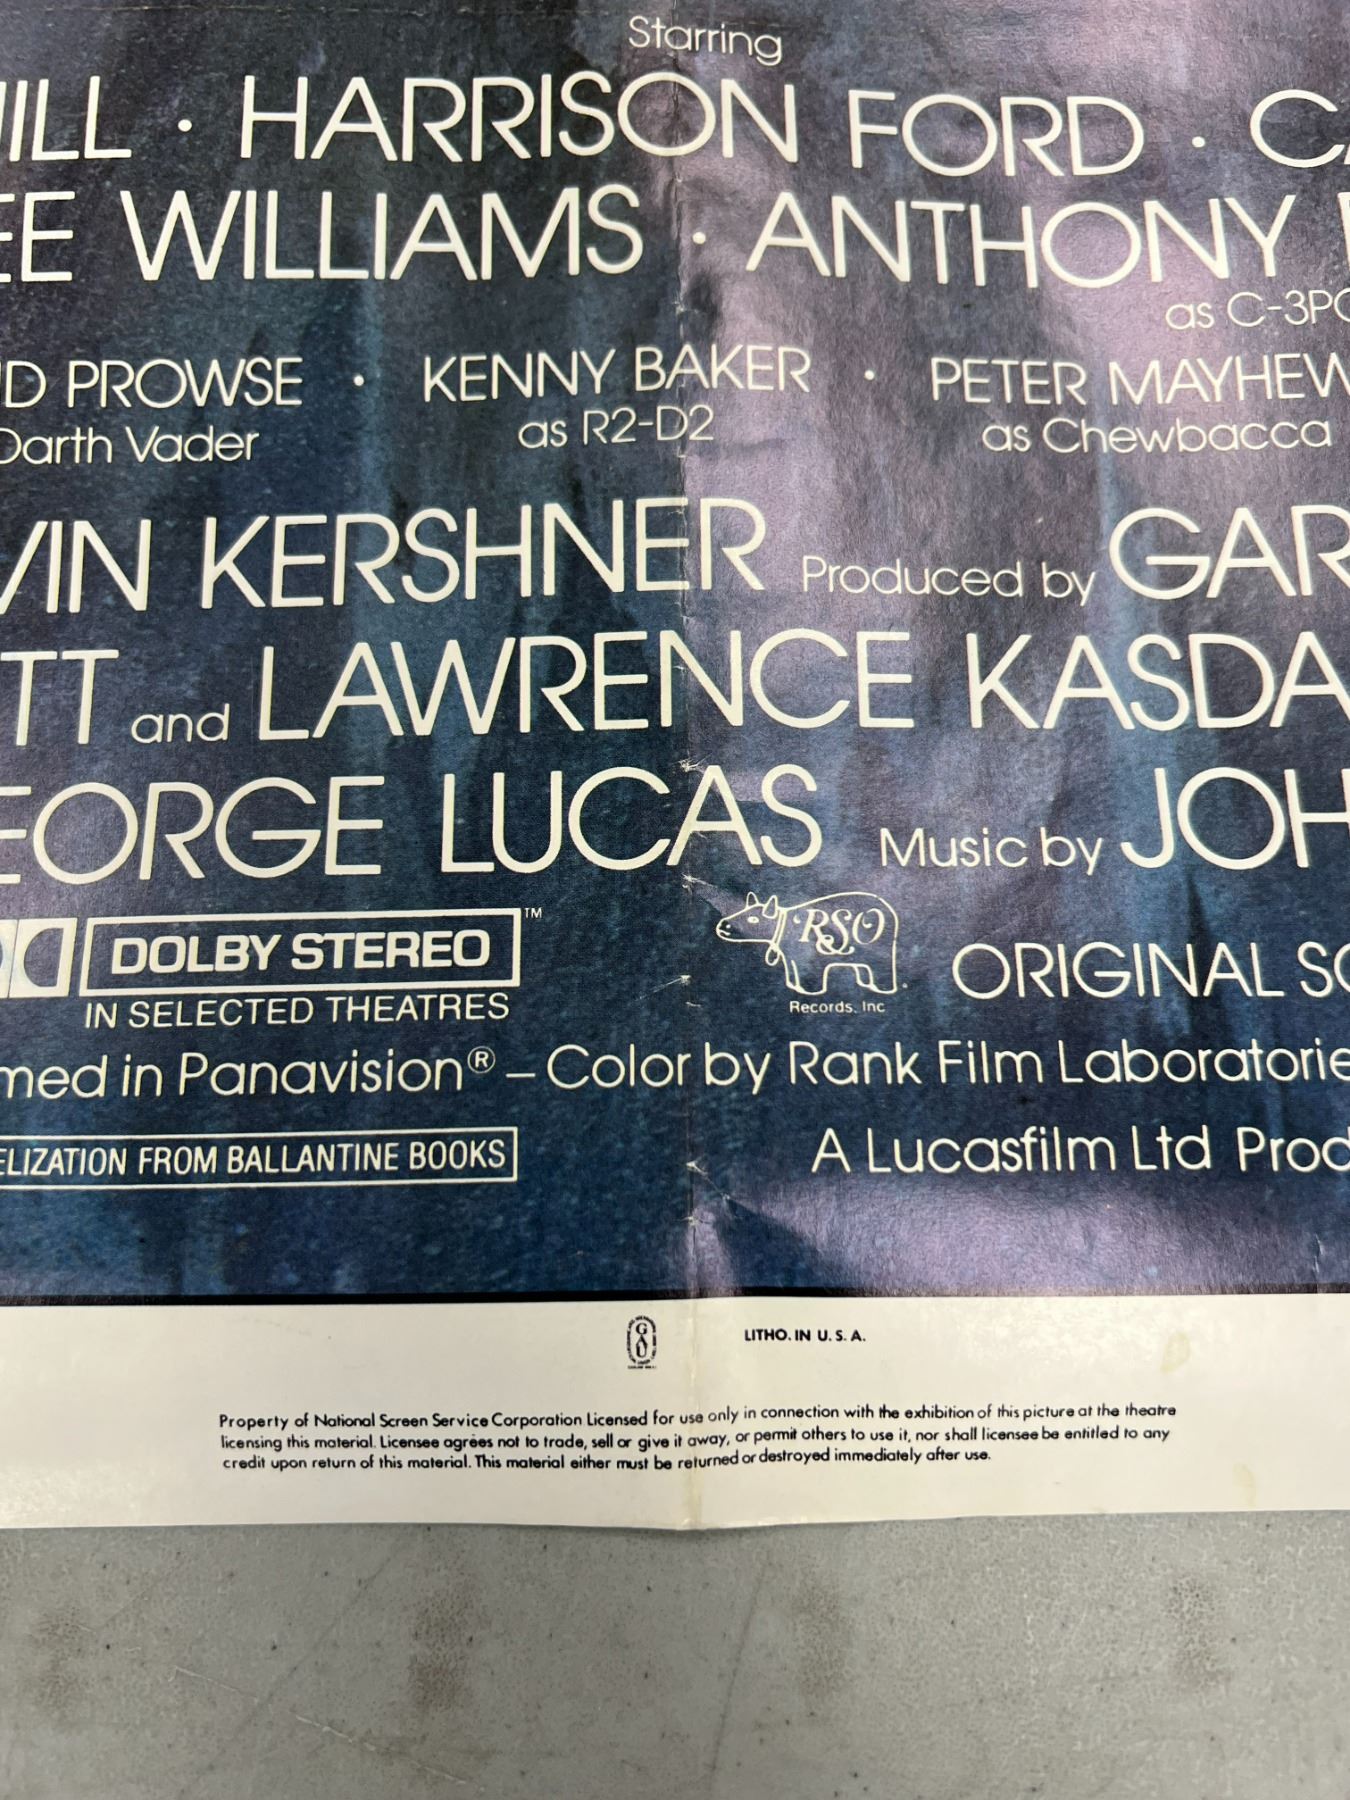 Starring
ILL · HARRISON FORD · CA
EE WILLIAMS · ANTHONY
as C-3PO
ID PROWSE · KENNY BAKER · PETER MAYHEW
Darth Vader as R2-D2 as Chewbacca
VIN KERSHNER Produced by GAR
TT and LAWRENCE KASDA
EORGE LUCAS Music by JOH
DOLBY STEREO ™ RSO
IN SELECTED THEATRES Records, Inc ORIGINAL SO
med in Panavision® – Color by Rank Film Laboratorie
ELIZATION FROM BALLANTINE BOOKS A Lucasfilm Ltd Prod
GAU LITHO. IN U. S. A.
Property of National Screen Service Corporation Licensed for use only in connection with the exhibition of this picture at the theatre
licensing this material. Licensee agrees not to trade, sell or give it away, or permit others to use it, nor shall licensee be entitled to any
credit upon return of this material. This material either must be returned or destroyed immediately after use.